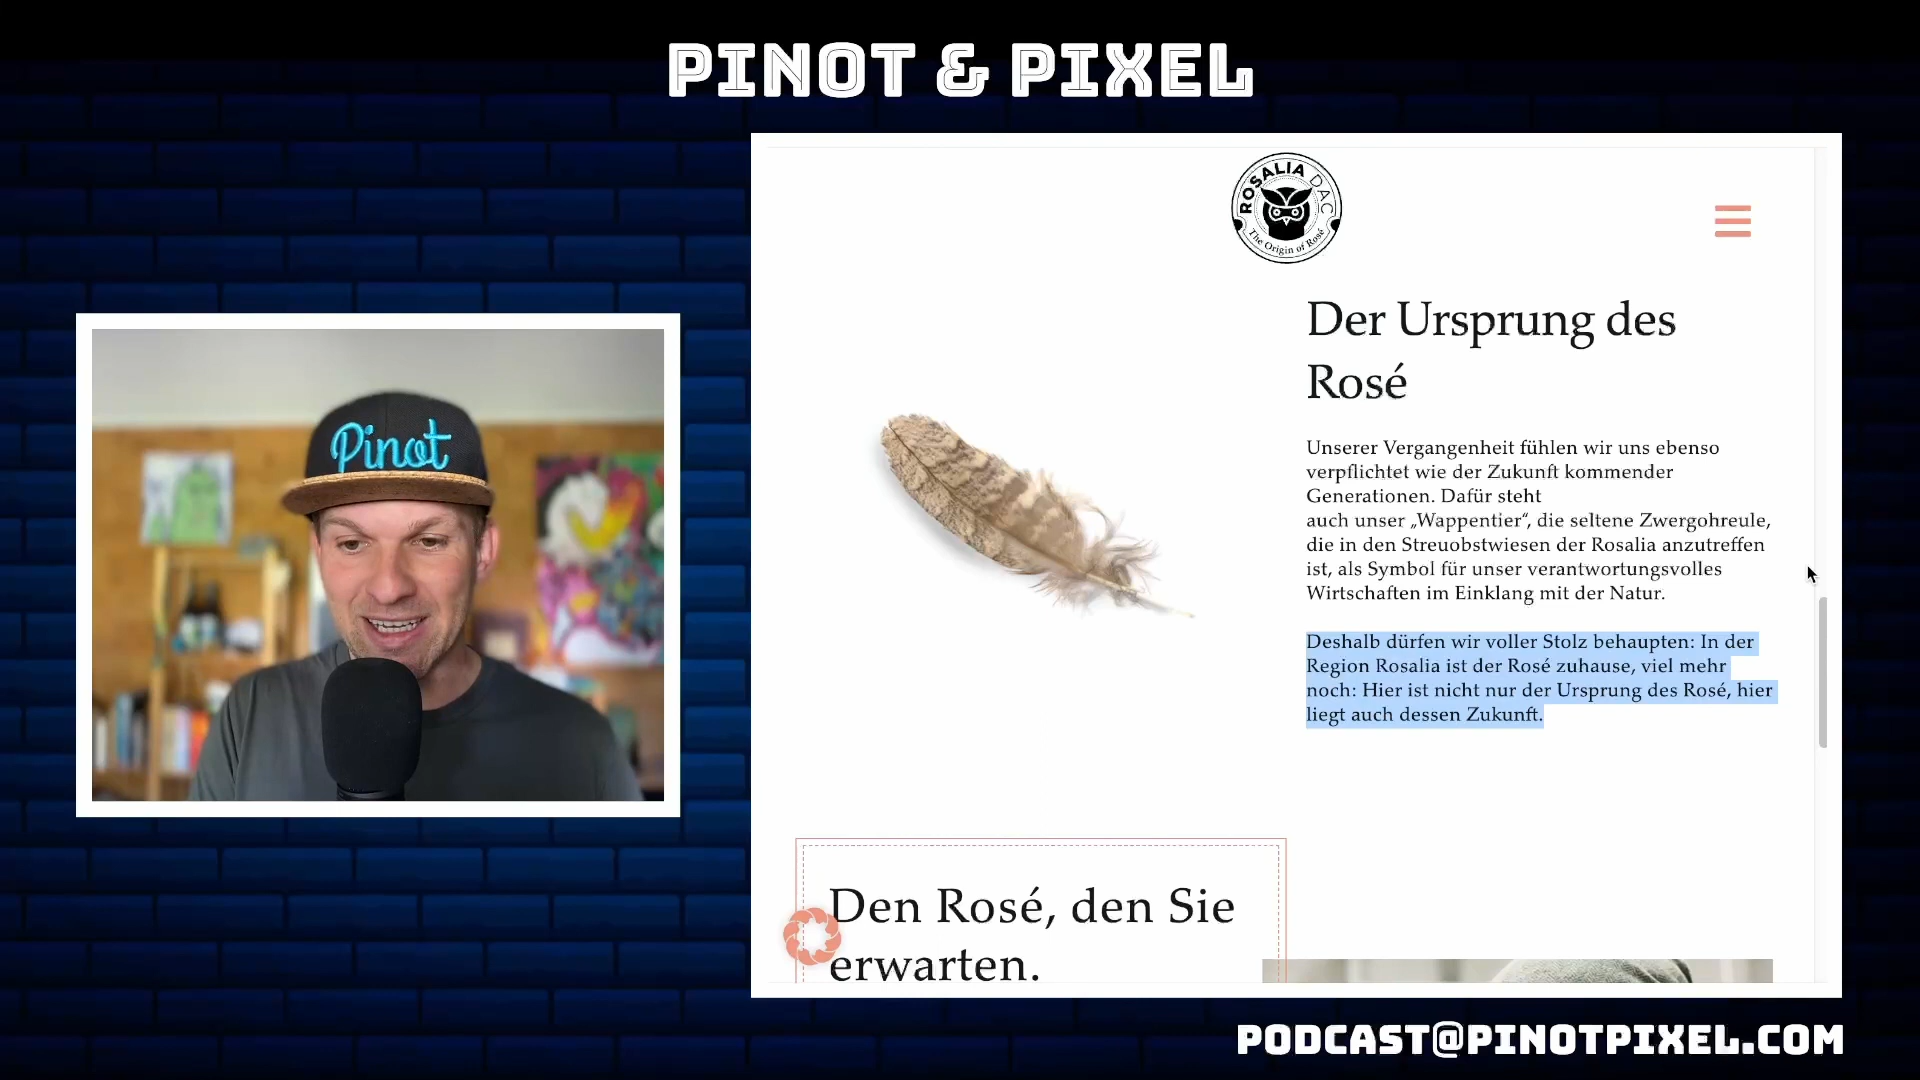 PINOT & PIXEL
Pinot
ROSALIA DAC
The Origin of Rosé
Der Ursprung des
Rosé
Unserer Vergangenheit fühlen wir uns ebenso
verpflichtet wie der Zukunft kommender
Generationen. Dafür steht
auch unser „Wappentier“, die seltene Zwergohreule,
die in den Streuobstwiesen der Rosalia anzutreffen
ist, als Symbol für unser verantwortungsvolles
Wirtschaften im Einklang mit der Natur.
Deshalb dürfen wir voller Stolz behaupten: In der
Region Rosalia ist der Rosé zuhause, viel mehr
noch: Hier ist nicht nur der Ursprung des Rosé, hier
liegt auch dessen Zukunft.
Den Rosé, den Sie
erwarten.
PODCAST@PINOTPIXEL.COM